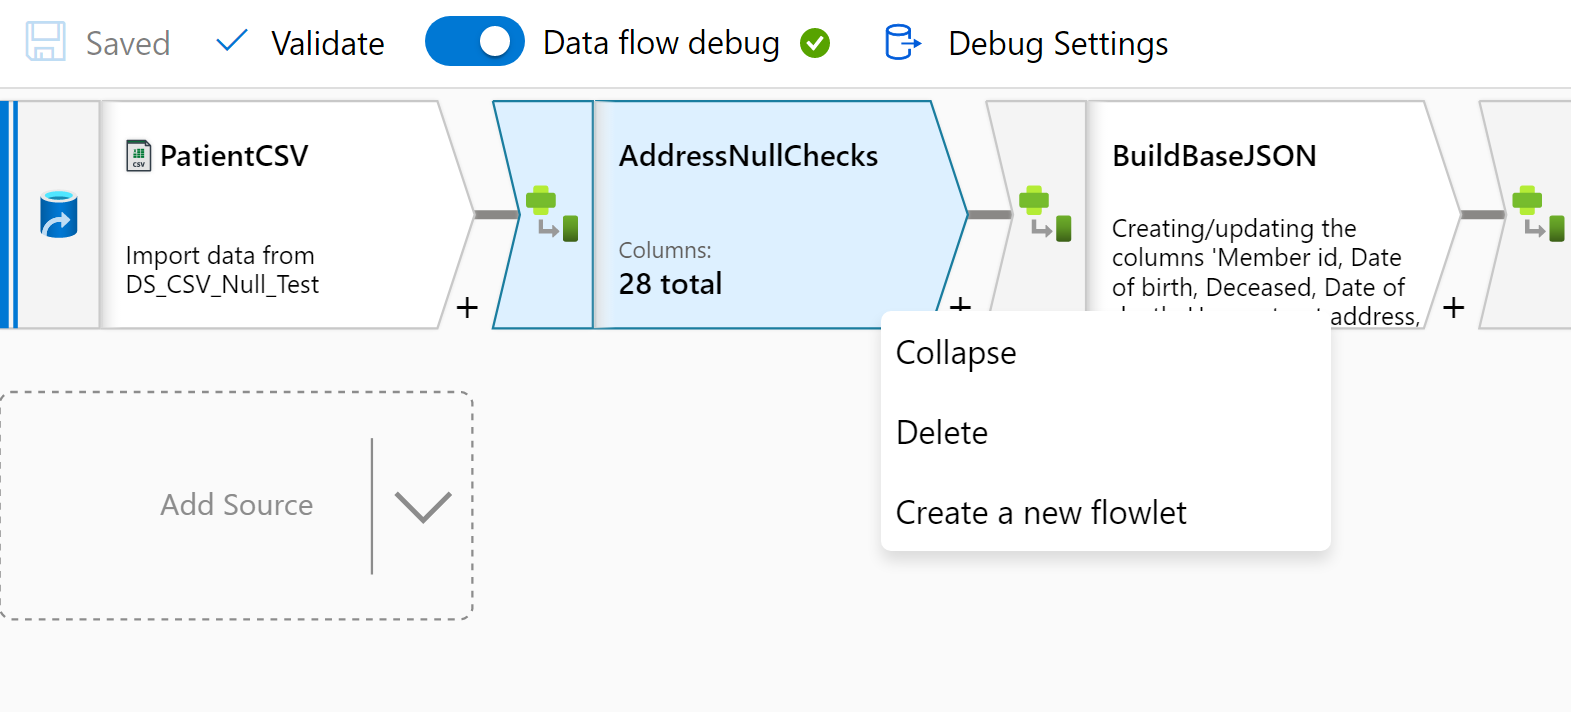 Saved
Validate
Data flow debug
Debug Settings
CSV
PatientCSV
Import data from
DS_CSV_Null_Test
+
AddressNullChecks
Columns:
28 total
+
BuildBaseJSON
Creating/updating the
columns 'Member id, Date
of birth, Deceased, Date of
address,
+
Collapse
Delete
Create a new flowlet
Add Source